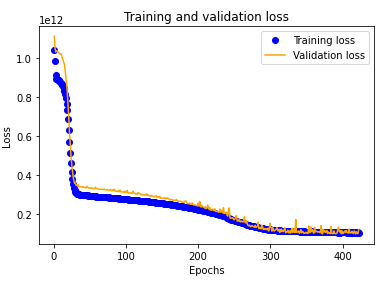 Training and validation loss
1e12
Training loss
Validation loss
1.0
0.8
0.6
0.4
0.2
Loss
0
100
200
300
400
Epochs